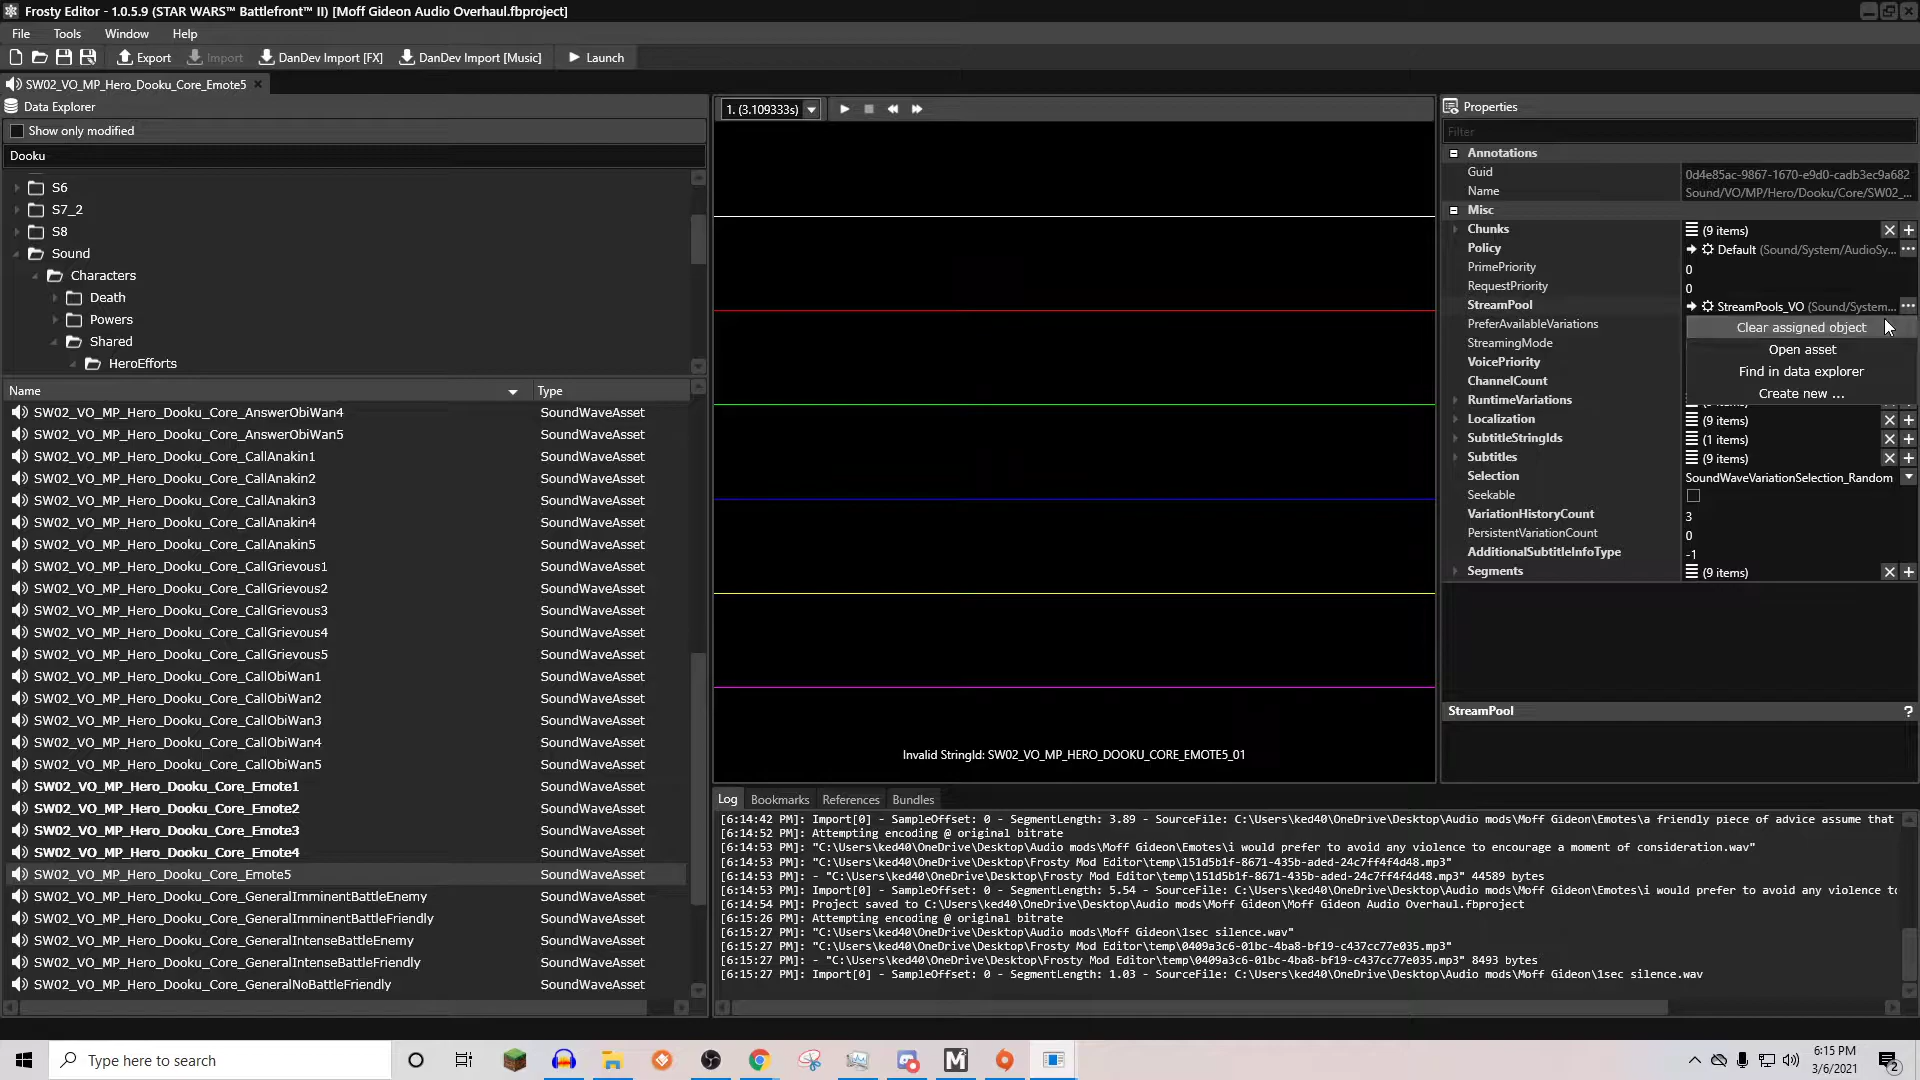 Frosty Editor - 1.0.5.9 (STAR WARS™ Battlefront™ II) [Moff Gideon Audio Overhaul.fbproject]
File Tools Window Help
Export Import DanDev Import [FX] DanDev Import [Music] Launch
SW02_VO_MP_Hero_Dooku_Core_Emote5
Data Explorer
Show only modified
Dooku
S6
S7_2
S8
Sound
Characters
Death
Powers
Shared
HeroEfforts
Name Type
SW02_VO_MP_Hero_Dooku_Core_AnswerObiWan4 SoundWaveAsset
SW02_VO_MP_Hero_Dooku_Core_AnswerObiWan5 SoundWaveAsset
SW02_VO_MP_Hero_Dooku_Core_CallAnakin1 SoundWaveAsset
SW02_VO_MP_Hero_Dooku_Core_CallAnakin2 SoundWaveAsset
SW02_VO_MP_Hero_Dooku_Core_CallAnakin3 SoundWaveAsset
SW02_VO_MP_Hero_Dooku_Core_CallAnakin4 SoundWaveAsset
SW02_VO_MP_Hero_Dooku_Core_CallAnakin5 SoundWaveAsset
SW02_VO_MP_Hero_Dooku_Core_CallGrievous1 SoundWaveAsset
SW02_VO_MP_Hero_Dooku_Core_CallGrievous2 SoundWaveAsset
SW02_VO_MP_Hero_Dooku_Core_CallGrievous3 SoundWaveAsset
SW02_VO_MP_Hero_Dooku_Core_CallGrievous4 SoundWaveAsset
SW02_VO_MP_Hero_Dooku_Core_CallGrievous5 SoundWaveAsset
SW02_VO_MP_Hero_Dooku_Core_CallObiWan1 SoundWaveAsset
SW02_VO_MP_Hero_Dooku_Core_CallObiWan2 SoundWaveAsset
SW02_VO_MP_Hero_Dooku_Core_CallObiWan3 SoundWaveAsset
SW02_VO_MP_Hero_Dooku_Core_CallObiWan4 SoundWaveAsset
SW02_VO_MP_Hero_Dooku_Core_CallObiWan5 SoundWaveAsset
SW02_VO_MP_Hero_Dooku_Core_Emote1 SoundWaveAsset
SW02_VO_MP_Hero_Dooku_Core_Emote2 SoundWaveAsset
SW02_VO_MP_Hero_Dooku_Core_Emote3 SoundWaveAsset
SW02_VO_MP_Hero_Dooku_Core_Emote4 SoundWaveAsset
SW02_VO_MP_Hero_Dooku_Core_Emote5 SoundWaveAsset
SW02_VO_MP_Hero_Dooku_Core_GeneralImminentBattleEnemy SoundWaveAsset
SW02_VO_MP_Hero_Dooku_Core_GeneralImminentBattleFriendly SoundWaveAsset
SW02_VO_MP_Hero_Dooku_Core_GeneralIntenseBattleEnemy SoundWaveAsset
SW02_VO_MP_Hero_Dooku_Core_GeneralIntenseBattleFriendly SoundWaveAsset
SW02_VO_MP_Hero_Dooku_Core_GeneralNoBattleFriendly SoundWaveAsset
1. (3.109333s)
Invalid StringId: SW02_VO_MP_HERO_DOOKU_CORE_EMOTE5_01
Log Bookmarks References Bundles
[6:14:42 PM]: Import[0] - SampleOffset: 0 - SegmentLength: 3.89 - SourceFile: C:\Users\ked40\OneDrive\Desktop\Audio mods\Moff Gideon\Emotes\a friendly piece of advice assume that
[6:14:52 PM]: Attempting encoding @ original bitrate
[6:14:53 PM]: "C:\Users\ked40\OneDrive\Desktop\Audio mods\Moff Gideon\Emotes\i would prefer to avoid any violence to encourage a moment of consideration.wav"
[6:14:53 PM]: "C:\Users\ked40\OneDrive\Desktop\Frosty Mod Editor\temp\151d5b1f-8671-435b-aded-24c7ff4f4d48.mp3"
[6:14:53 PM]: - "C:\Users\ked40\OneDrive\Desktop\Frosty Mod Editor\temp\151d5b1f-8671-435b-aded-24c7ff4f4d48.mp3" 44589 bytes
[6:14:53 PM]: Import[0] - SampleOffset: 0 - SegmentLength: 5.54 - SourceFile: C:\Users\ked40\OneDrive\Desktop\Audio mods\Moff Gideon\Emotes\i would prefer to avoid any violence to
[6:14:54 PM]: Project saved to C:\Users\ked40\OneDrive\Desktop\Audio mods\Moff Gideon\Moff Gideon Audio Overhaul.fbproject
[6:15:26 PM]: Attempting encoding @ original bitrate
[6:15:27 PM]: "C:\Users\ked40\OneDrive\Desktop\Audio mods\Moff Gideon\1sec silence.wav"
[6:15:27 PM]: "C:\Users\ked40\OneDrive\Desktop\Frosty Mod Editor\temp\0409a3c6-01bc-4ba8-bf19-c437cc77e035.mp3"
[6:15:27 PM]: - "C:\Users\ked40\OneDrive\Desktop\Frosty Mod Editor\temp\0409a3c6-01bc-4ba8-bf19-c437cc77e035.mp3" 8493 bytes
[6:15:27 PM]: Import[0] - SampleOffset: 0 - SegmentLength: 1.03 - SourceFile: C:\Users\ked40\OneDrive\Desktop\Audio mods\Moff Gideon\1sec silence.wav
Properties
Filter
Annotations
Guid 0d4e85ac-9867-1670-e9d0-cadb3ec9a682
Name Sound/VO/MP/Hero/Dooku/Core/SW02_...
Misc
Chunks (9 items)
Policy Default (Sound/System/AudioSy...
PrimePriority 0
RequestPriority 0
StreamPool StreamPools_VO (Sound/System...
PreferAvailableVariations
Clear assigned object
StreamingMode
Open asset
VoicePriority
Find in data explorer
ChannelCount
Create new ...
RuntimeVariations
Localization (9 items)
SubtitleStringIds (1 items)
Subtitles (9 items)
Selection SoundWaveVariationSelection_Random
Seekable
VariationHistoryCount 3
PersistentVariationCount 0
AdditionalSubtitleInfoType -1
Segments (9 items)
StreamPool ?
Type here to search
6:15 PM
3/6/2021
2